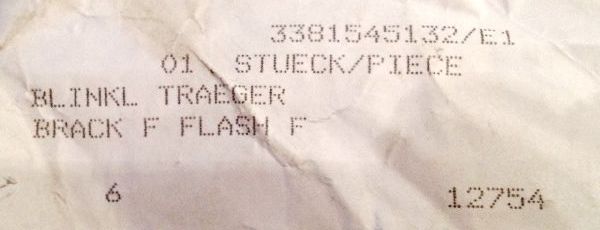 3381545132/E1
01 STUECK/PIECE
BLINKL TRAEGER
BRACK F FLASH F
6 12754